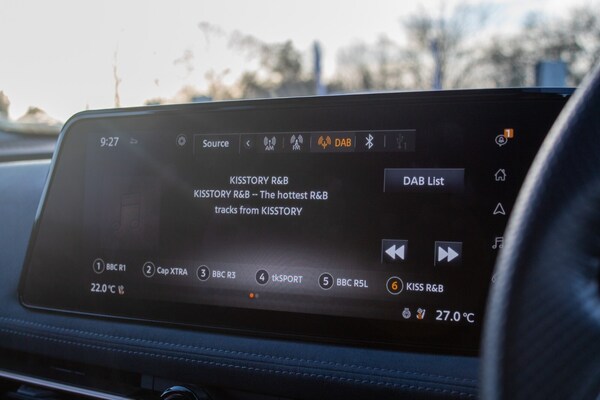 9:27
Source
AM
FM
DAB
1
KISSTORY R&B
KISSTORY R&B -- The hottest R&B
tracks from KISSTORY
DAB List
1 BBC R1
2 Cap XTRA
3 BBC R3
4 tkSPORT
5 BBC R5L
6 KISS R&B
22.0°C
27.0°C